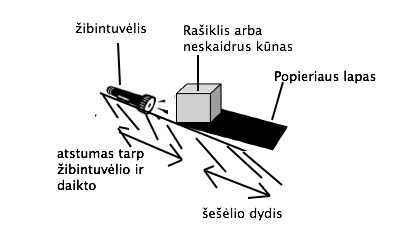 žibintuvėlis
Rašiklis arba
neskaidrus kūnas
Popieriaus lapas
atstumas tarp
žibintuvėlio ir
daikto
šešėlio dydis